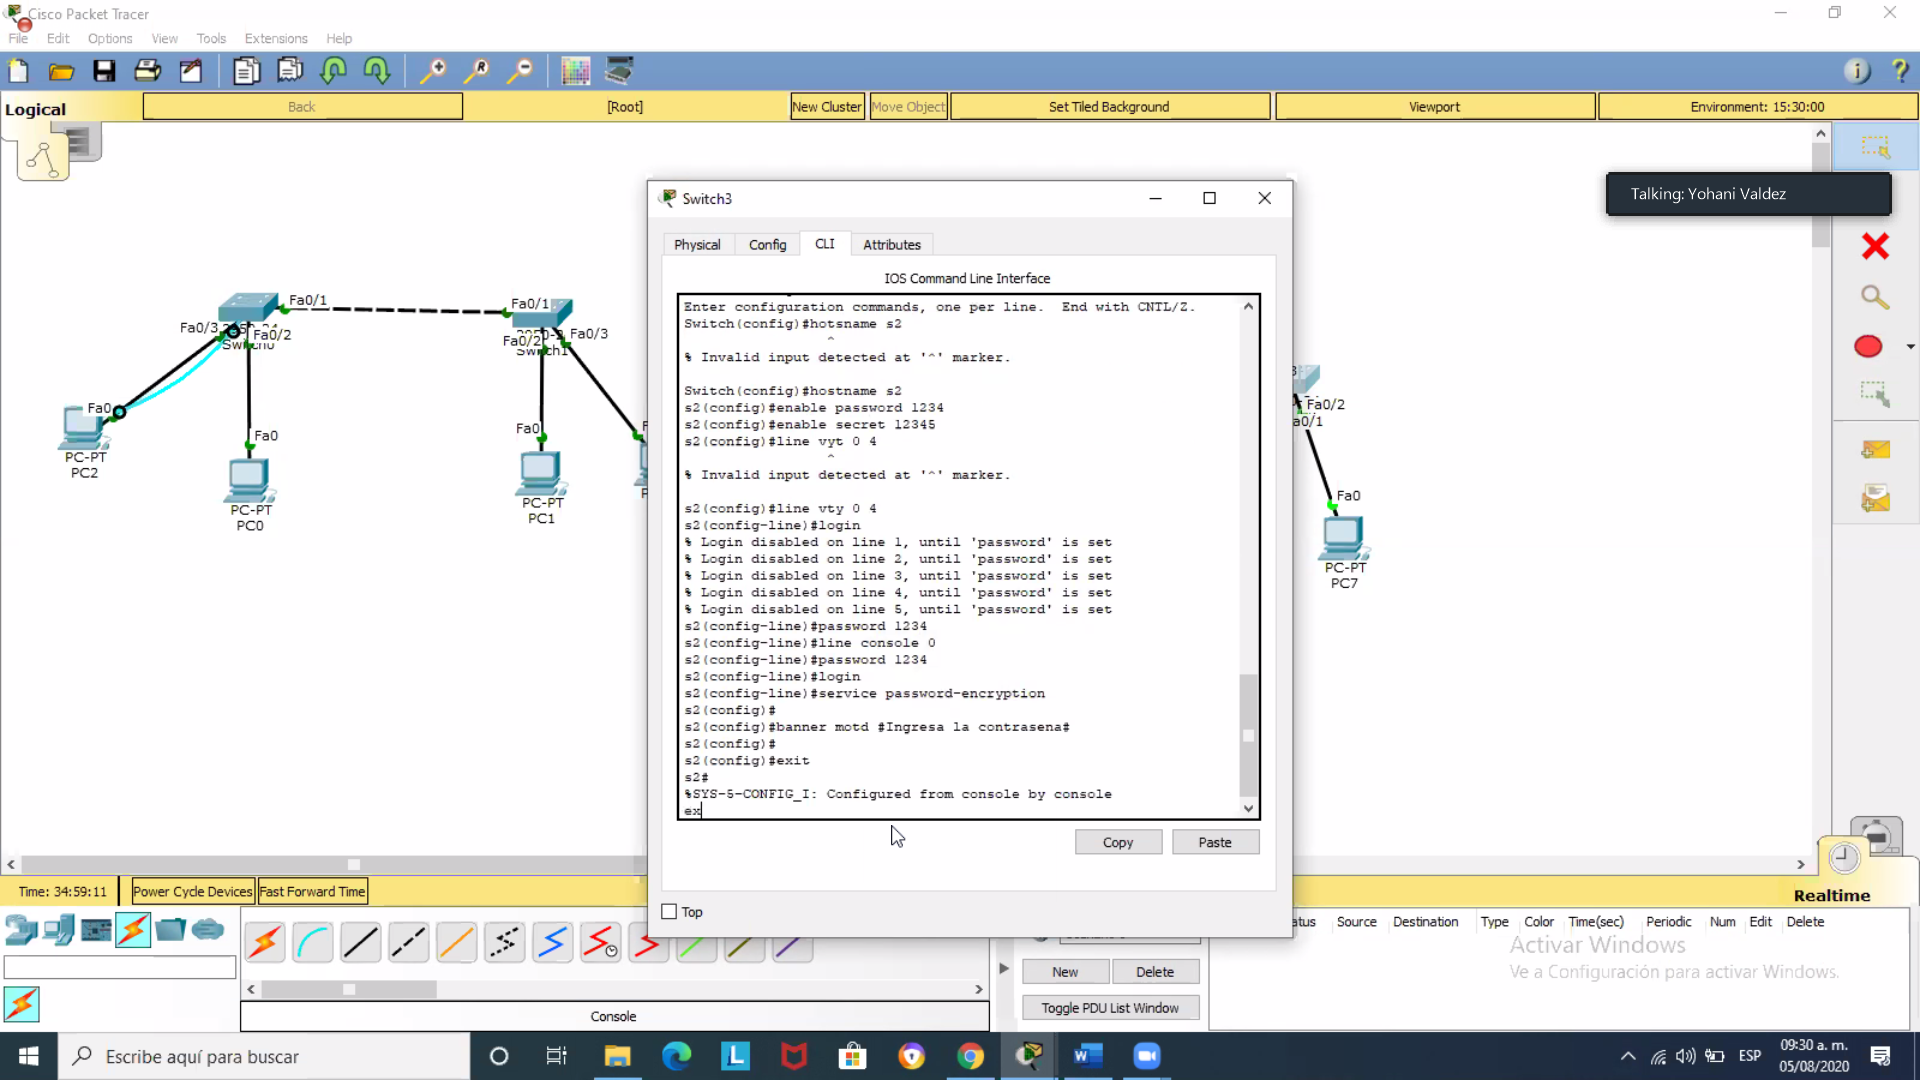 Cisco Packet Tracer
File Edit Options View Tools Extensions Help
Logical
Back
[Root]
New Cluster
Move Object
Set Tiled Background
Viewport
Environment: 15:30:00
Talking: Yohani Valdez
Switch3
Physical Config CLI Attributes
IOS Command Line Interface
Enter configuration commands, one per line.  End with CNTL/Z.
Switch(config)#hotsname s2
^
% Invalid input detected at '^' marker.
Switch(config)#hostname s2
s2(config)#enable password 1234
s2(config)#enable secret 12345
s2(config)#line vyt 0 4
^
% Invalid input detected at '^' marker.
s2(config)#line vty 0 4
s2(config-line)#login
% Login disabled on line 1, until 'password' is set
% Login disabled on line 2, until 'password' is set
% Login disabled on line 3, until 'password' is set
% Login disabled on line 4, until 'password' is set
% Login disabled on line 5, until 'password' is set
s2(config-line)#password 1234
s2(config-line)#line console 0
s2(config-line)#password 1234
s2(config-line)#login
s2(config-line)#service password-encryption
s2(config)#
s2(config)#banner motd #Ingresa la contrasena#
s2(config)#
s2(config)#exit
s2#
%SYS-5-CONFIG_I: Configured from console by console
ex
Copy
Paste
Top
Fa0/1
Fa0/3
Fa0/2
Switch0
Fa0
PC-PT
PC2
Fa0
PC-PT
PC0
Fa0/1
Fa0/2
Fa0/3
Switch1
Fa0
PC-PT
PC1
Fa0/2
Fa0
PC-PT
PC7
Time: 34:59:11
Power Cycle Devices
Fast Forward Time
Realtime
Source Destination Type Color Time(sec) Periodic Num Edit Delete
New
Delete
Toggle PDU List Window
Console
Activar Windows
Ve a Configuración para activar Windows.
Escribe aquí para buscar
ESP
09:30 a. m.
05/08/2020